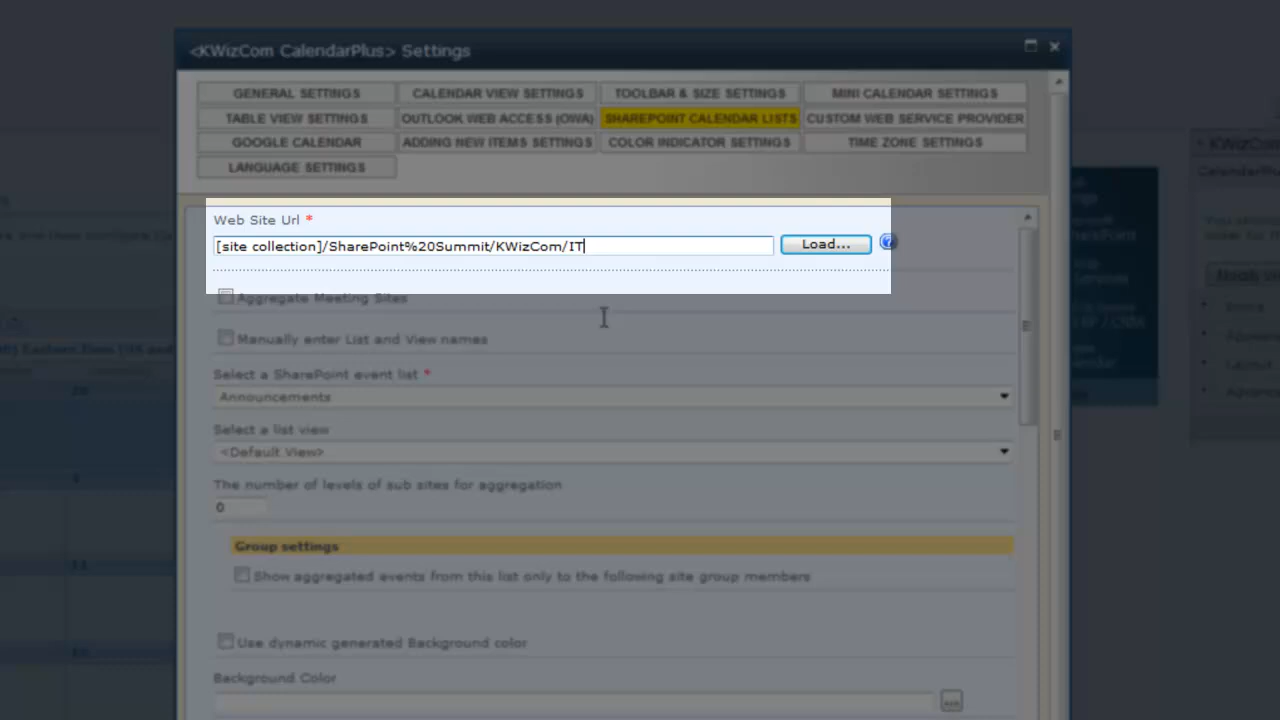 <KWizCom CalendarPlus> Settings
GENERAL SETTINGS CALENDAR VIEW SETTINGS TOOLBAR & SIZE SETTINGS MINI CALENDAR SETTINGS
TABLE VIEW SETTINGS OUTLOOK WEB ACCESS (OWA) SHAREPOINT CALENDAR LISTS CUSTOM WEB SERVICE PROVIDER
GOOGLE CALENDAR ADDING NEW ITEMS SETTINGS COLOR INDICATOR SETTINGS TIME ZONE SETTINGS
LANGUAGE SETTINGS
Web Site Url *
[site collection]/SharePoint%20Summit/KWizCom/IT Load...
Aggregate Meeting Sites
Manually enter List and View names
Select a SharePoint event list *
Announcements
Select a list view
<Default View>
The number of levels of sub sites for aggregation
0
Group settings
Show aggregated events from this list only to the following site group members
Use dynamic generated Background color
Background Color